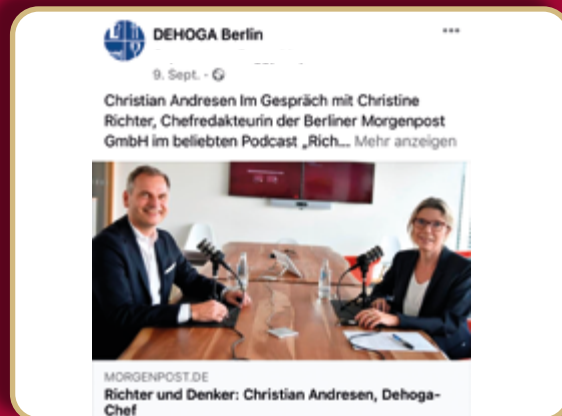 DEHOGA Berlin
9. Sept. ·
Christian Andresen Im Gespräch mit Christine
Richter, Chefredakteurin der Berliner Morgenpost
GmbH im beliebten Podcast „Rich... Mehr anzeigen
MORGENPOST.DE
Richter und Denker: Christian Andresen, Dehoga-
Chef